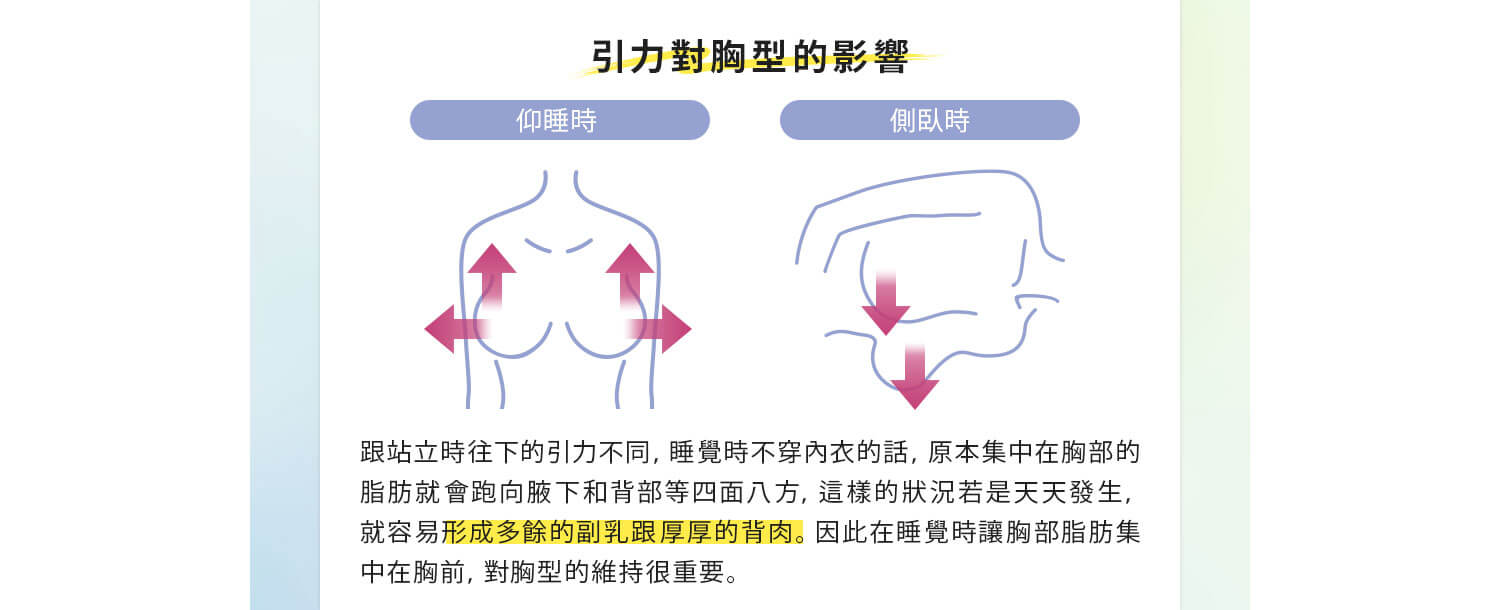 引力對胸型的影響
仰睡時
側臥時
跟站立時往下的引力不同, 睡覺時不穿內衣的話, 原本集中在胸部的
脂肪就會跑向腋下和背部等四面八方, 這樣的狀況若是天天發生,
就容易形成多餘的副乳跟厚厚的背肉。因此在睡覺時讓胸部脂肪集
中在胸前, 對胸型的維持很重要。